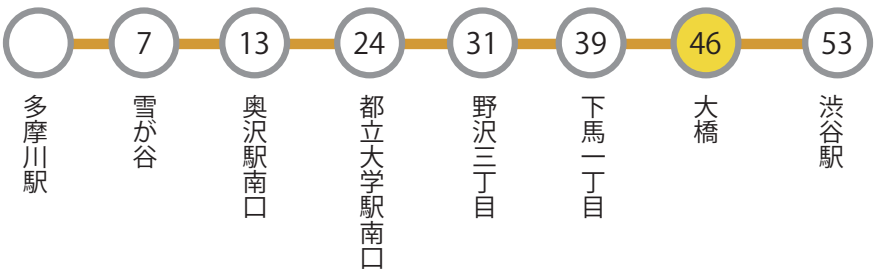 7
13
24
31
39
46
53
多摩川駅
雪が谷
奥沢駅南口
都立大学駅南口
野沢三丁目
下馬一丁目
大橋
渋谷駅